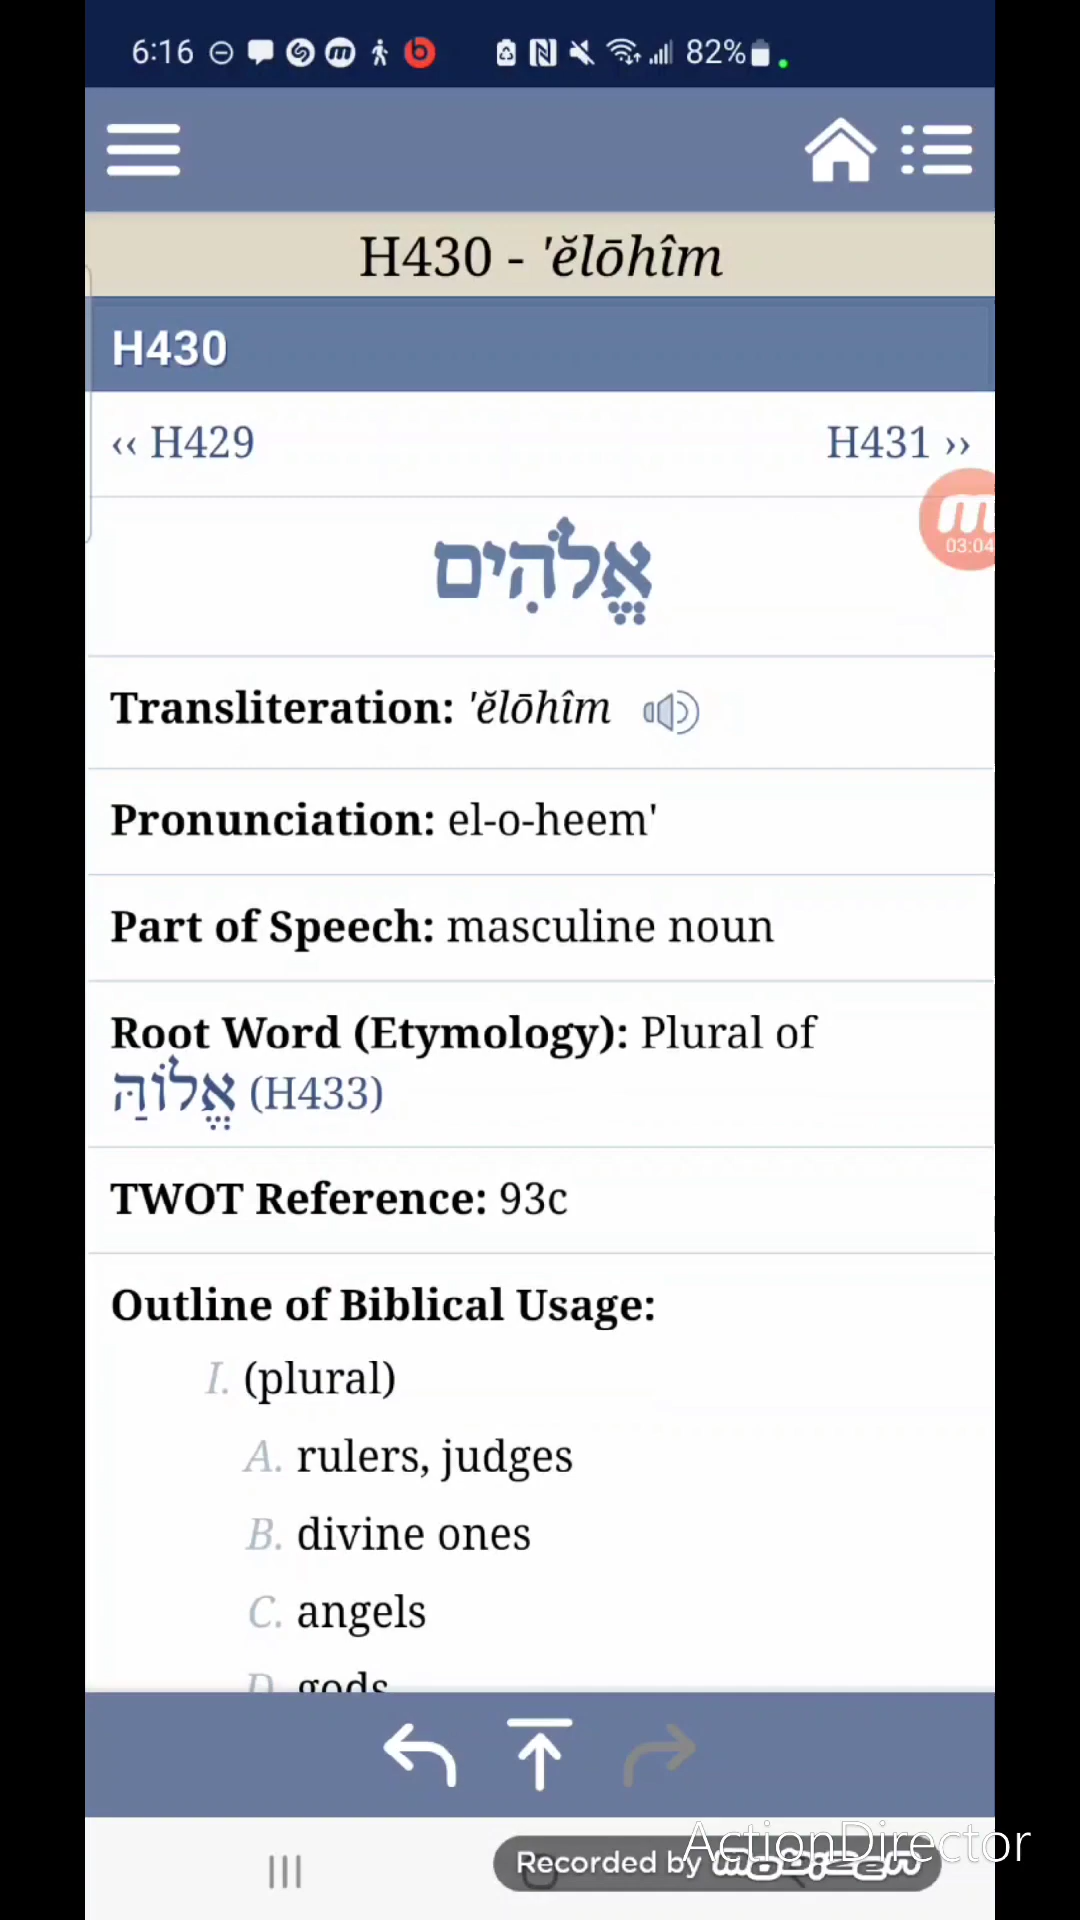 6:16 82%
H430 - 'ĕlōhîm
H430
‹‹ H429 H431 ››
m
03:04
אֱלֹהִים
Transliteration: 'ĕlōhîm
Pronunciation: el-o-heem'
Part of Speech: masculine noun
Root Word (Etymology): Plural of
אֱלוֹהַּ (H433)
TWOT Reference: 93c
Outline of Biblical Usage:
I. (plural)
A. rulers, judges
B. divine ones
C. angels
D. gods
ActionDirector
Recorded by mobizen